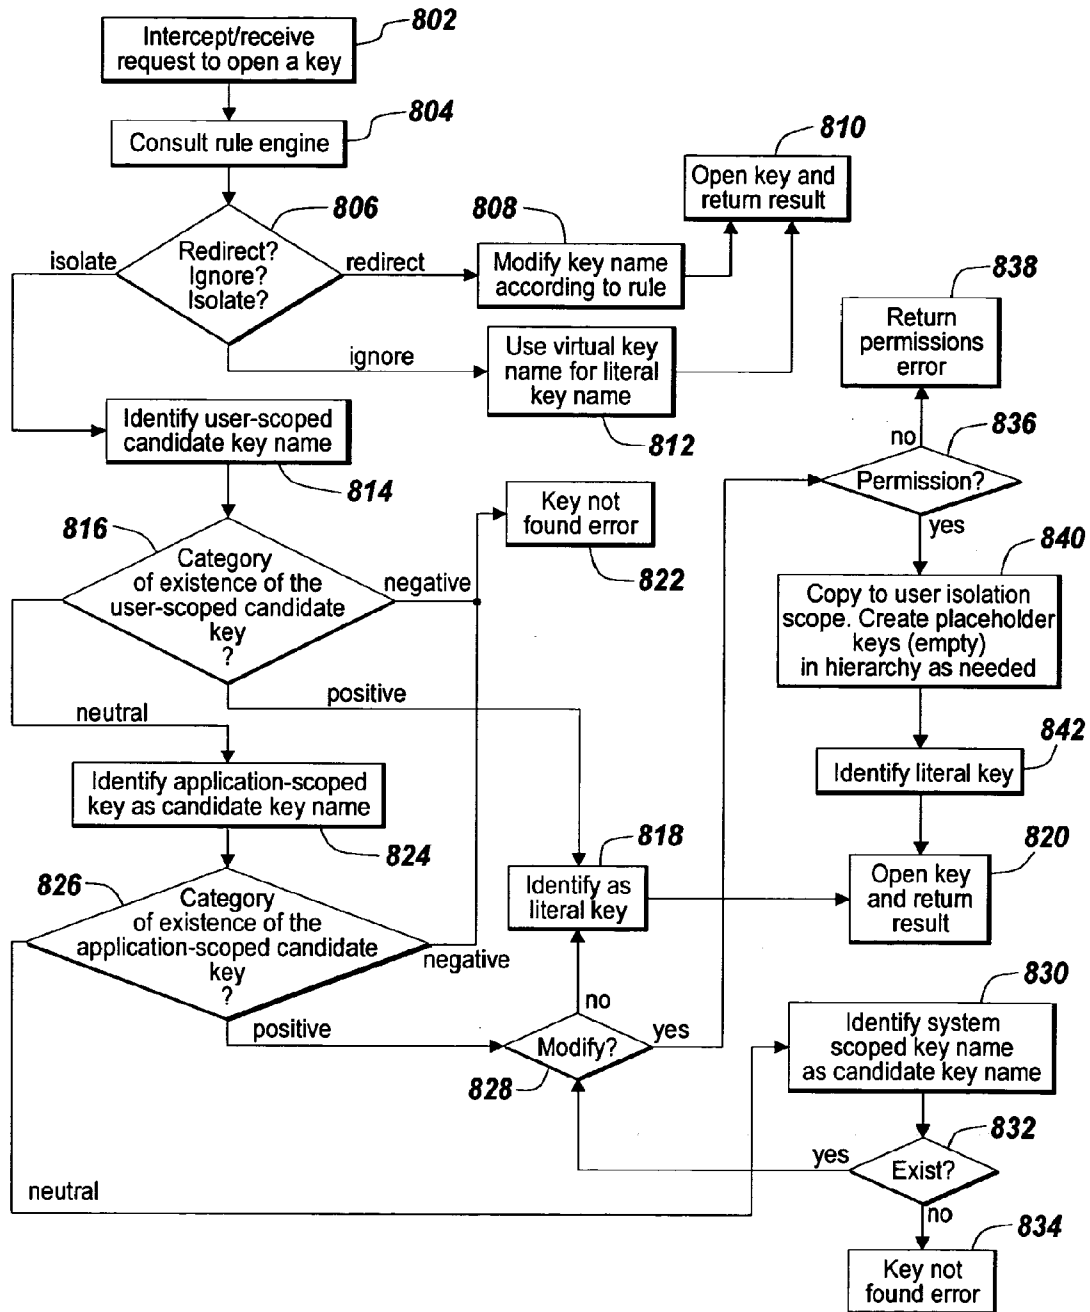 802
Intercept/receive
request to open a key
804
Consult rule engine
810
Open key and
return result
806
Redirect?
Ignore?
Isolate?
isolate
redirect
808
Modify key name
according to rule
ignore
Use virtual key
name for literal
key name
812
838
Return
permissions
error
no
836
Permission?
yes
Identify user-scoped
candidate key name
814
816
Category
of existence of the
user-scoped candidate
key
?
negative
Key not
found error
822
840
Copy to user isolation
scope. Create placeholder
keys (empty)
in hierarchy as needed
positive
neutral
842
Identify literal key
Identify application-scoped
key as candidate key name
824
818
Identify as
literal key
820
Open key
and return
result
826
Category
of existence of the
application-scoped candidate
key
?
negative
positive
no
Modify?
yes
828
830
Identify system
scoped key name
as candidate key name
832
Exist?
yes
no
neutral
834
Key not
found error